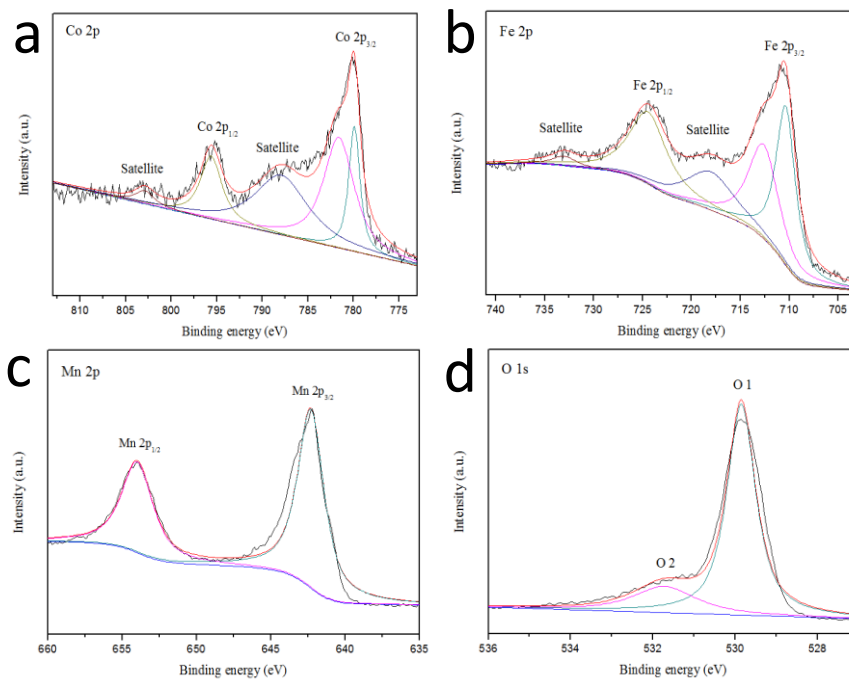 a
Co 2p
Co 2p3/2
Co 2p1/2
Satellite
Satellite
Intensity (a.u.)
810 805 800 795 790 785 780 775
Binding energy (eV)
b
Fe 2p
Fe 2p3/2
Fe 2p1/2
Satellite
Satellite
Intensity (a.u.)
740 735 730 725 720 715 710 705
Binding energy (eV)
c
Mn 2p
Mn 2p3/2
Mn 2p1/2
Intensity (a.u.)
660 655 650 645 640 635
Binding energy (eV)
d
O 1s
O 1
O 2
Intensity (a.u.)
536 534 532 530 528
Binding energy (eV)